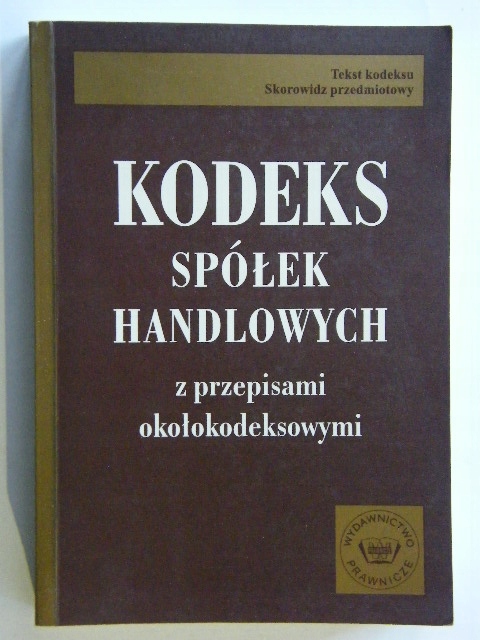 Tekst kodeksu
Skorowidz przedmiotowy
KODEKS
SPÓŁEK
HANDLOWYCH
z przepisami
okołokodeksowymi
WYDAWNICTWO
PRAWNICZE